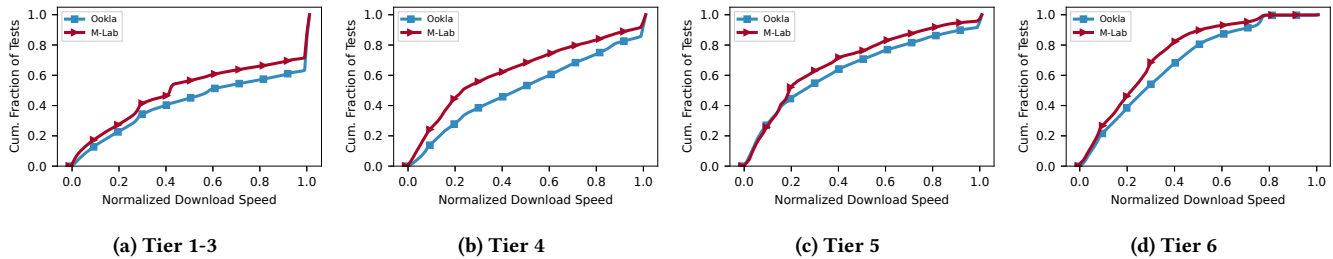 Cum. Fraction of Tests
1.0
0.8
0.6
0.4
0.2
0.0
Ookla
M-Lab
0.0 0.2 0.4 0.6 0.8 1.0
Normalized Download Speed
(a) Tier 1-3
Cum. Fraction of Tests
1.0
0.8
0.6
0.4
0.2
0.0
Ookla
M-Lab
0.0 0.2 0.4 0.6 0.8 1.0
Normalized Download Speed
(b) Tier 4
Cum. Fraction of Tests
1.0
0.8
0.6
0.4
0.2
0.0
Ookla
M-Lab
0.0 0.2 0.4 0.6 0.8 1.0
Normalized Download Speed
(c) Tier 5
Cum. Fraction of Tests
1.0
0.8
0.6
0.4
0.2
0.0
Ookla
M-Lab
0.0 0.2 0.4 0.6 0.8 1.0
Normalized Download Speed
(d) Tier 6